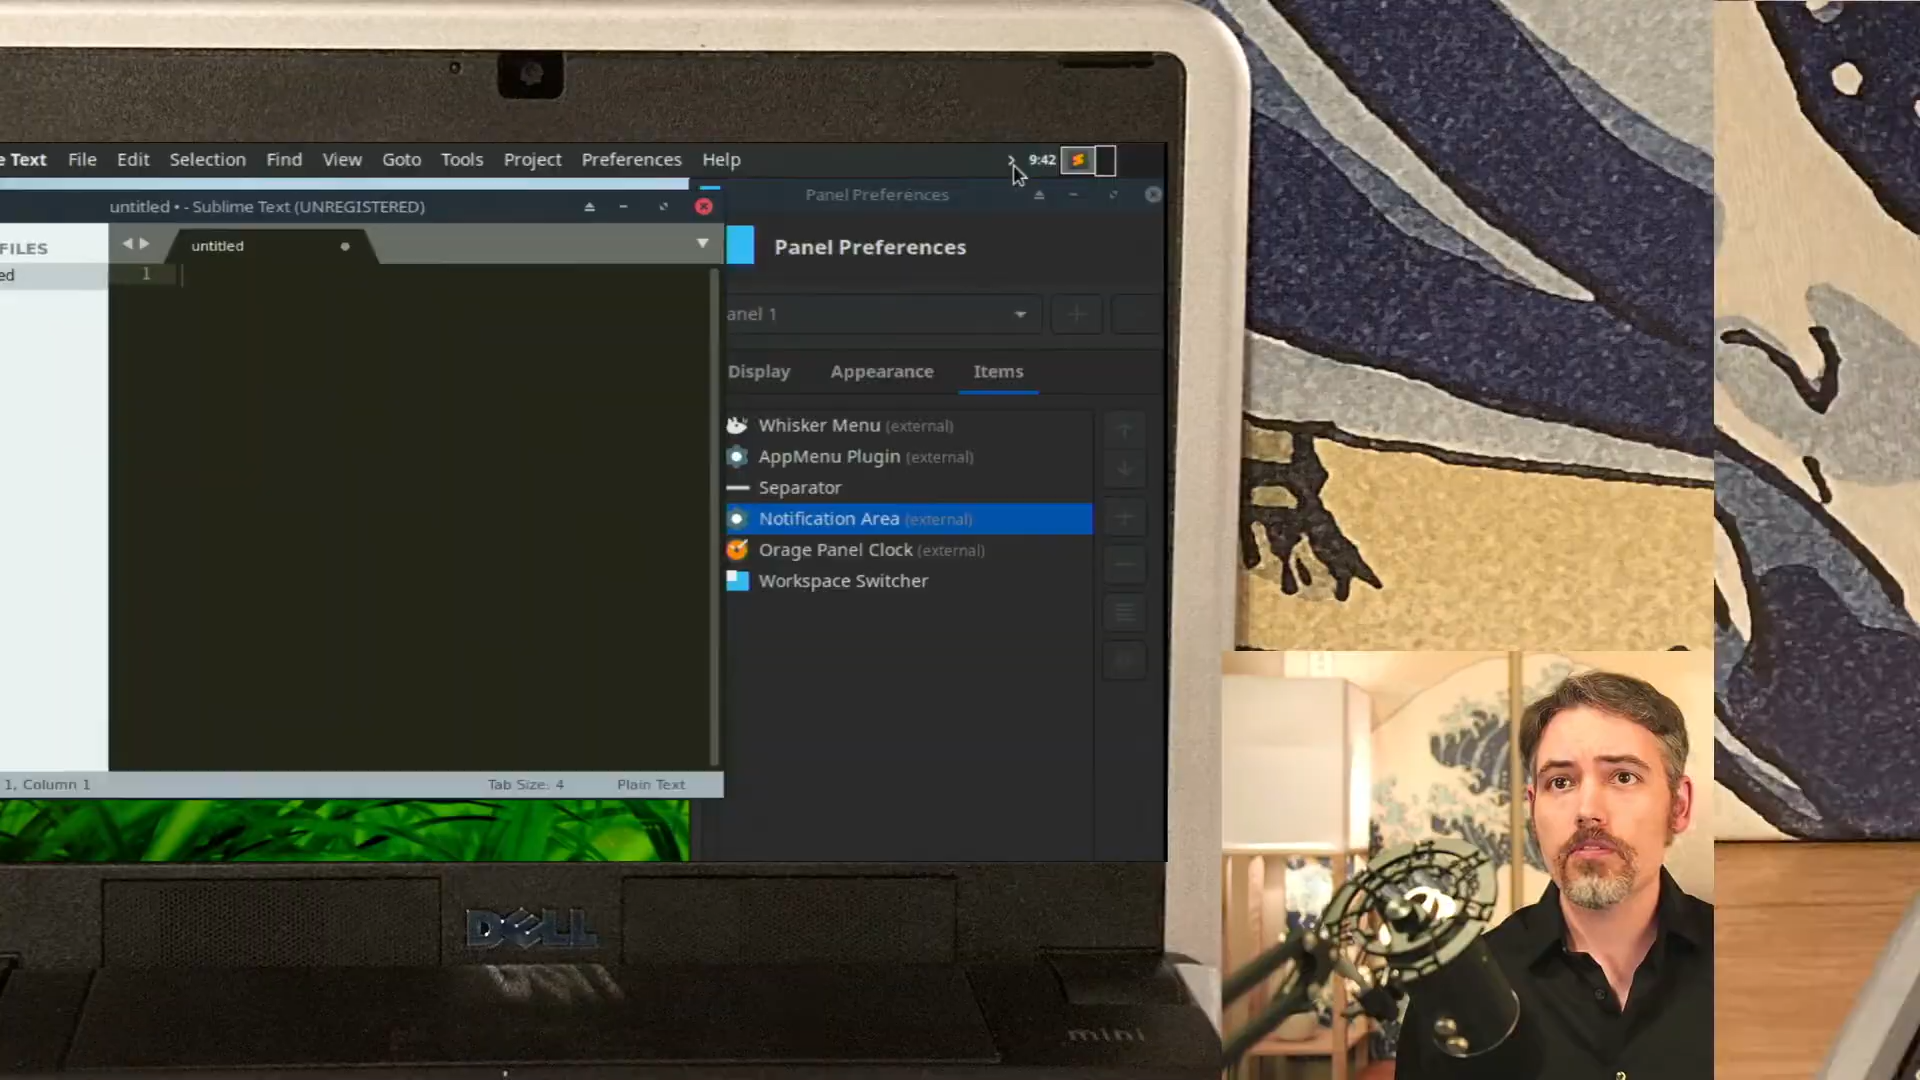 e Text File Edit Selection Find View Goto Tools Project Preferences Help 9:42
Panel Preferences
untitled • - Sublime Text (UNREGISTERED)
FILES
untitled
Panel Preferences
ed
1
anel 1
Display Appearance Items
Whisker Menu (external)
AppMenu Plugin (external)
Separator
Notification Area (external)
Orage Panel Clock (external)
Workspace Switcher
1, Column 1 Tab Size: 4 Plain Text
DELL
mini